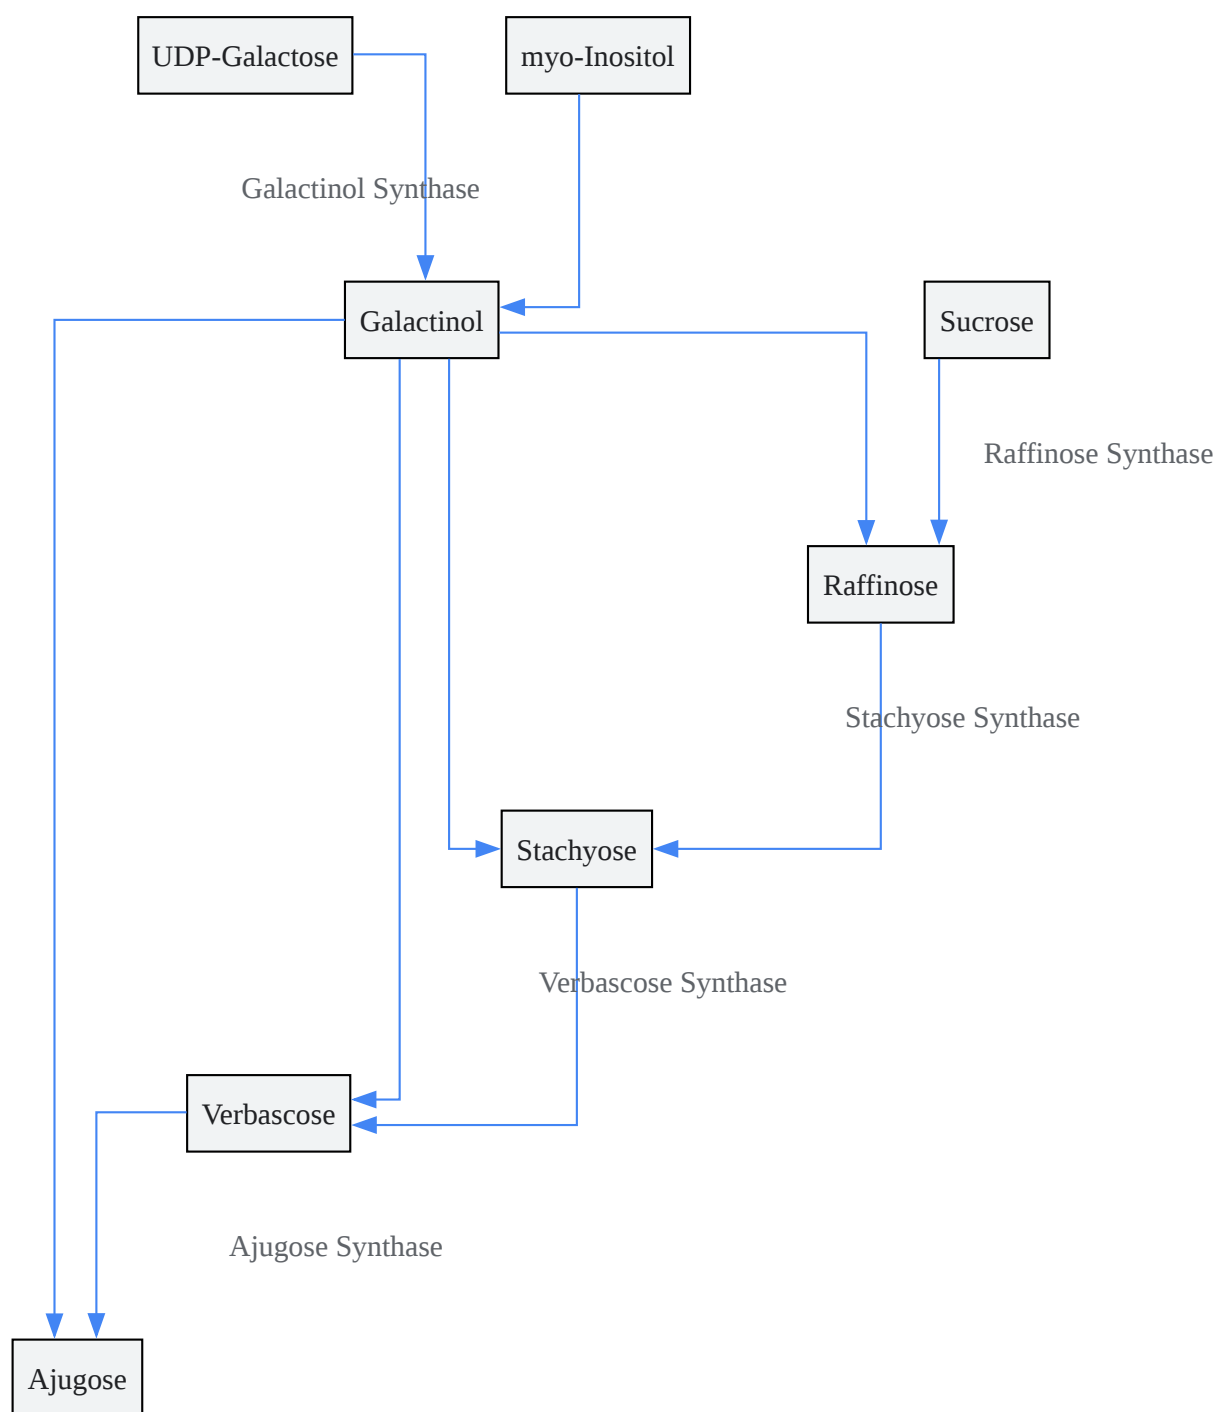 UDP-Galactose
myo-Inositol
Galactinol Synthase
Galactinol
Sucrose
Raffinose Synthase
Raffinose
Stachyose Synthase
Stachyose
Verbascose Synthase
Verbascose
Ajugose Synthase
Ajugose